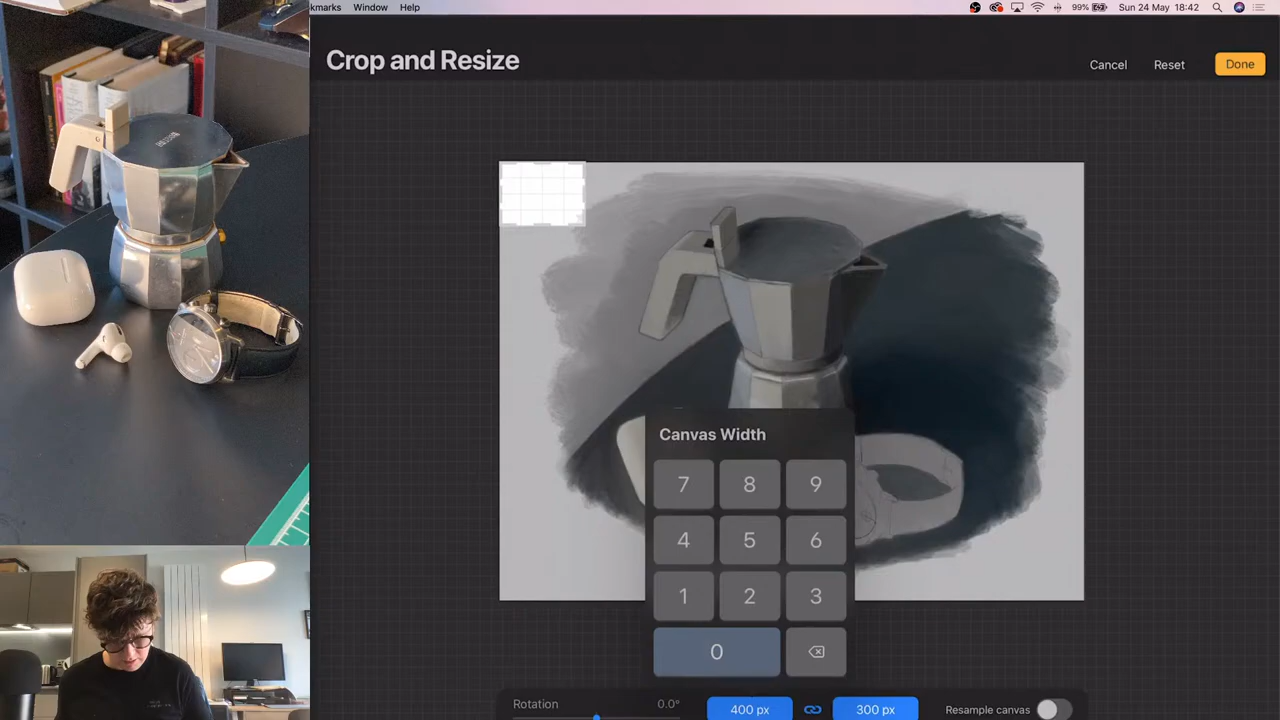 kmarks Window Help 99% Sun 24 May 18:42
Crop and Resize
Cancel Reset Done
Canvas Width
7 8 9
4 5 6
1 2 3
0
Rotation 0.0° 400 px 300 px Resample canvas